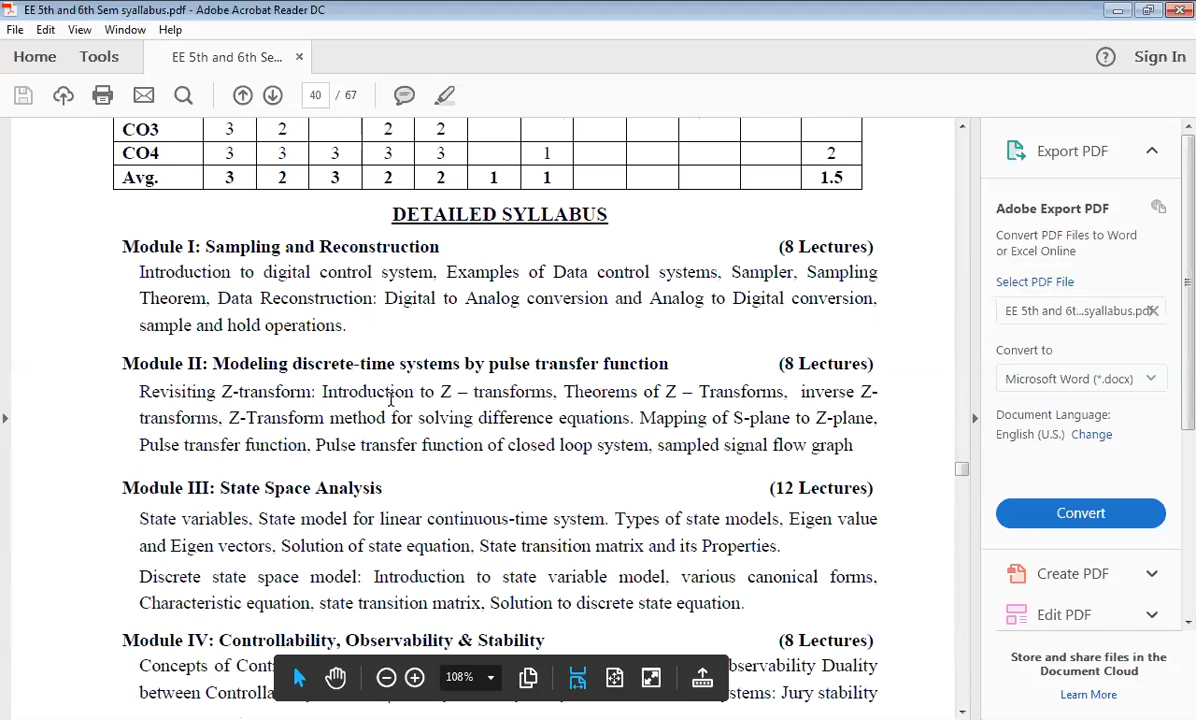 EE 5th and 6th Sem syallabus.pdf - Adobe Acrobat Reader DC
File Edit View Window Help
Home Tools EE 5th and 6th Se... × Sign In
40 / 67
CO3 3 2 2 2
CO4 3 3 3 3 3 1 2
Avg. 3 2 3 2 2 1 1 1.5
DETAILED SYLLABUS
Module I: Sampling and Reconstruction (8 Lectures)
Introduction to digital control system, Examples of Data control systems, Sampler, Sampling
Theorem, Data Reconstruction: Digital to Analog conversion and Analog to Digital conversion,
sample and hold operations.
Module II: Modeling discrete-time systems by pulse transfer function (8 Lectures)
Revisiting Z-transform: Introduction to Z – transforms, Theorems of Z – Transforms, inverse Z-
transforms, Z-Transform method for solving difference equations. Mapping of S-plane to Z-plane,
Pulse transfer function, Pulse transfer function of closed loop system, sampled signal flow graph
Module III: State Space Analysis (12 Lectures)
State variables, State model for linear continuous-time system. Types of state models, Eigen value
and Eigen vectors, Solution of state equation, State transition matrix and its Properties.
Discrete state space model: Introduction to state variable model, various canonical forms,
Characteristic equation, state transition matrix, Solution to discrete state equation.
Module IV: Controllability, Observability & Stability (8 Lectures)
Concepts of Cont bservability Duality
between Controlla stems: Jury stability
108%
Export PDF
Adobe Export PDF
Convert PDF Files to Word
or Excel Online
Select PDF File
EE 5th and 6t...syallabus.pdf
Convert to
Microsoft Word (*.docx)
Document Language:
English (U.S.) Change
Convert
Create PDF
Edit PDF
Store and share files in the
Document Cloud
Learn More